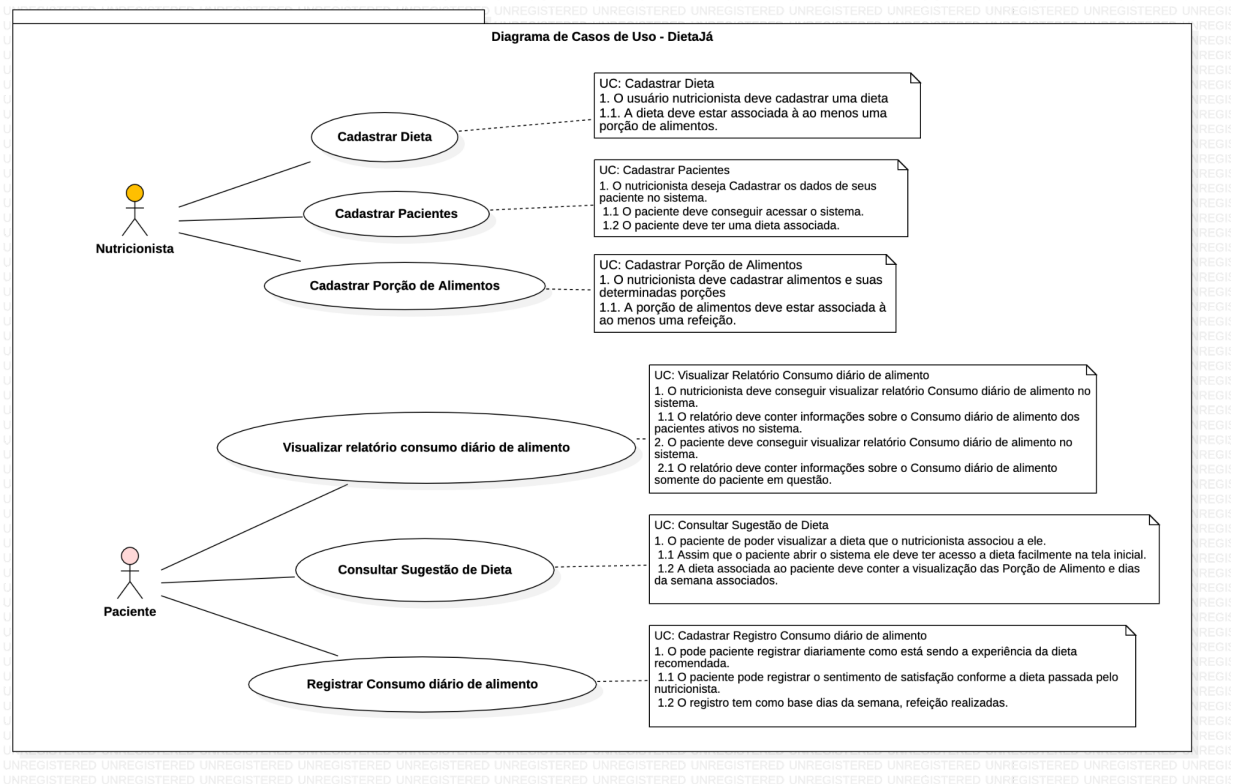 Diagrama de Casos de Uso - DietaJá
UC: Cadastrar Dieta
1. O usuário nutricionista deve cadastrar uma dieta
1.1. A dieta deve estar associada à ao menos uma
porção de alimentos.
Cadastrar Dieta
UC: Cadastrar Pacientes
1. O nutricionista deseja Cadastrar os dados de seus
paciente no sistema.
1.1 O paciente deve conseguir acessar o sistema.
1.2 O paciente deve ter uma dieta associada.
Cadastrar Pacientes
Nutricionista
UC: Cadastrar Porção de Alimentos
1. O nutricionista deve cadastrar alimentos e suas
determinadas porções
1.1. A porção de alimentos deve estar associada à
ao menos uma refeição.
Cadastrar Porção de Alimentos
UC: Visualizar Relatório Consumo diário de alimento
1. O nutricionista deve conseguir visualizar relatório Consumo diário de alimento no
sistema.
1.1 O relatório deve conter informações sobre o Consumo diário de alimento dos
pacientes ativos no sistema.
2. O paciente deve conseguir visualizar relatório Consumo diário de alimento no
sistema.
2.1 O relatório deve conter informações sobre o Consumo diário de alimento
somente do paciente em questão.
Visualizar relatório consumo diário de alimento
UC: Consultar Sugestão de Dieta
1. O paciente de poder visualizar a dieta que o nutricionista associou a ele.
1.1 Assim que o paciente abrir o sistema ele deve ter acesso a dieta facilmente na tela inicial.
1.2 A dieta associada ao paciente deve conter a visualização das Porção de Alimento e dias
da semana associados.
Consultar Sugestão de Dieta
Paciente
UC: Cadastrar Registro Consumo diário de alimento
1. O pode paciente registrar diariamente como está sendo a experiência da dieta
recomendada.
1.1 O paciente pode registrar o sentimento de satisfação conforme a dieta passada pelo
nutricionista.
1.2 O registro tem como base dias da semana, refeição realizadas.
Registrar Consumo diário de alimento
UNREGISTERED UNREGISTERED UNREGISTERED UNREGISTERED UNREGISTERED UNREGISTERED